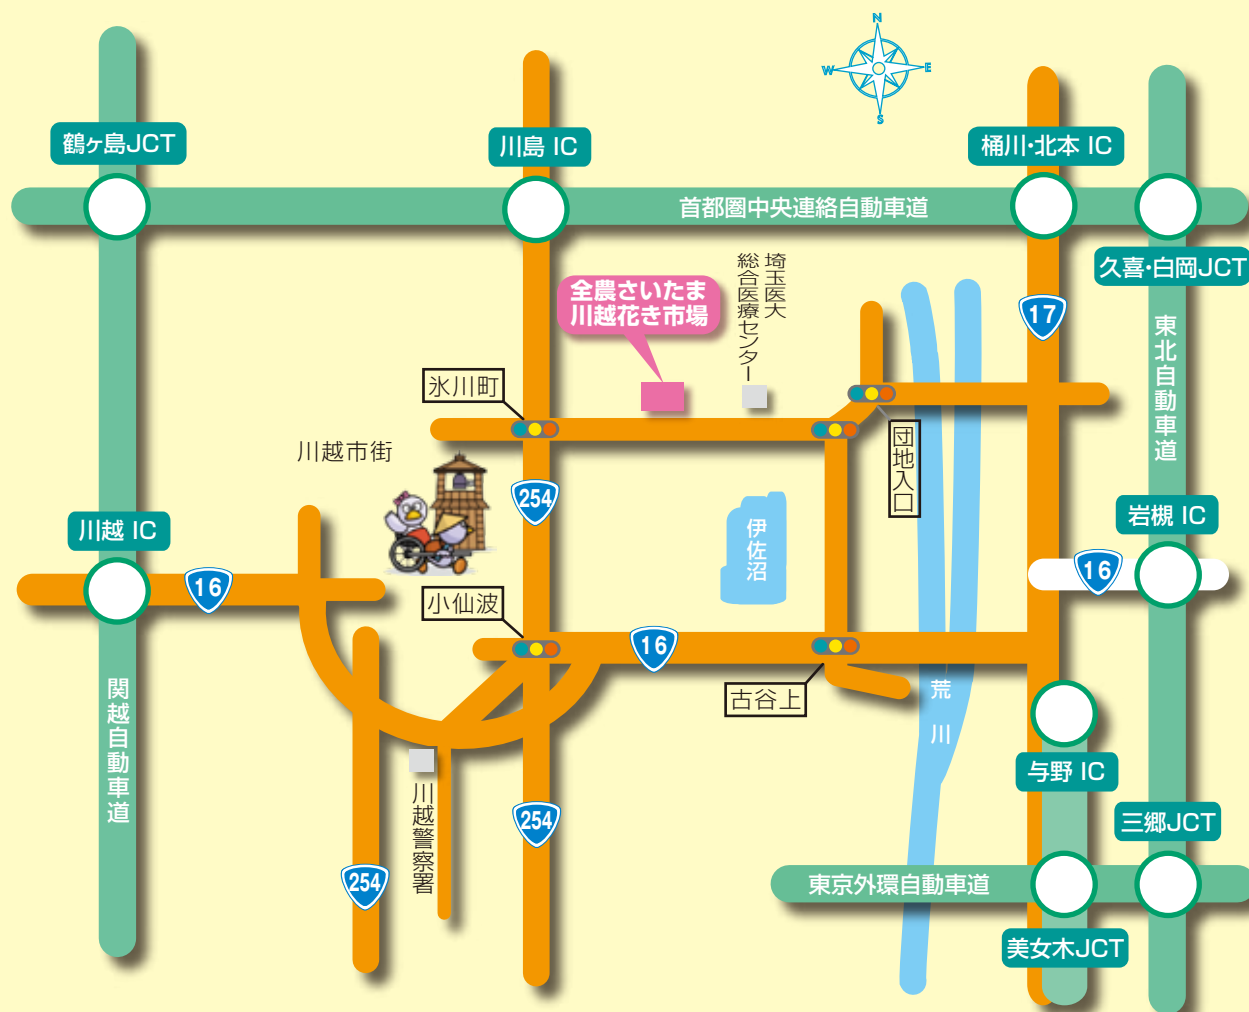 N
W
E
S
鶴ヶ島JCT
川島 IC
桶川・北本 IC
首都圏中央連絡自動車道
久喜・白岡JCT
全農さいたま
川越花き市場
埼玉医大
総合医療センター
17
東北自動車道
氷川町
団地入口
川越市街
254
伊佐沼
川越 IC
岩槻 IC
16
16
小仙波
16
古谷上
関越自動車道
荒川
与野 IC
川越警察署
254
三郷JCT
254
東京外環自動車道
美女木JCT